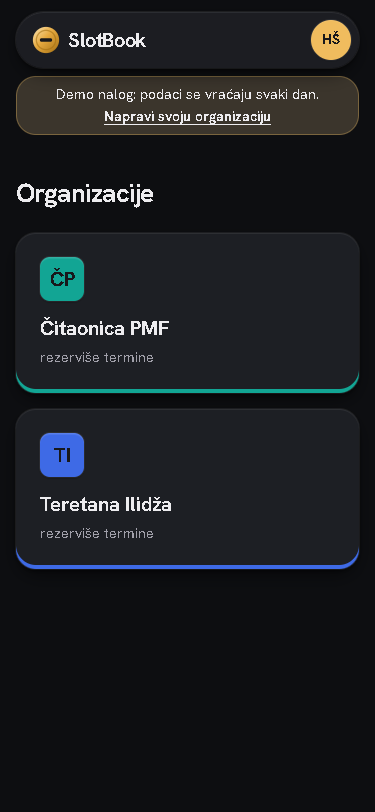 SlotBook
HŠ
Demo nalog: podaci se vraćaju svaki dan.
Napravi svoju organizaciju
Organizacije
ČP
Čitaonica PMF
rezerviše termine
TI
Teretana Ilidža
rezerviše termine